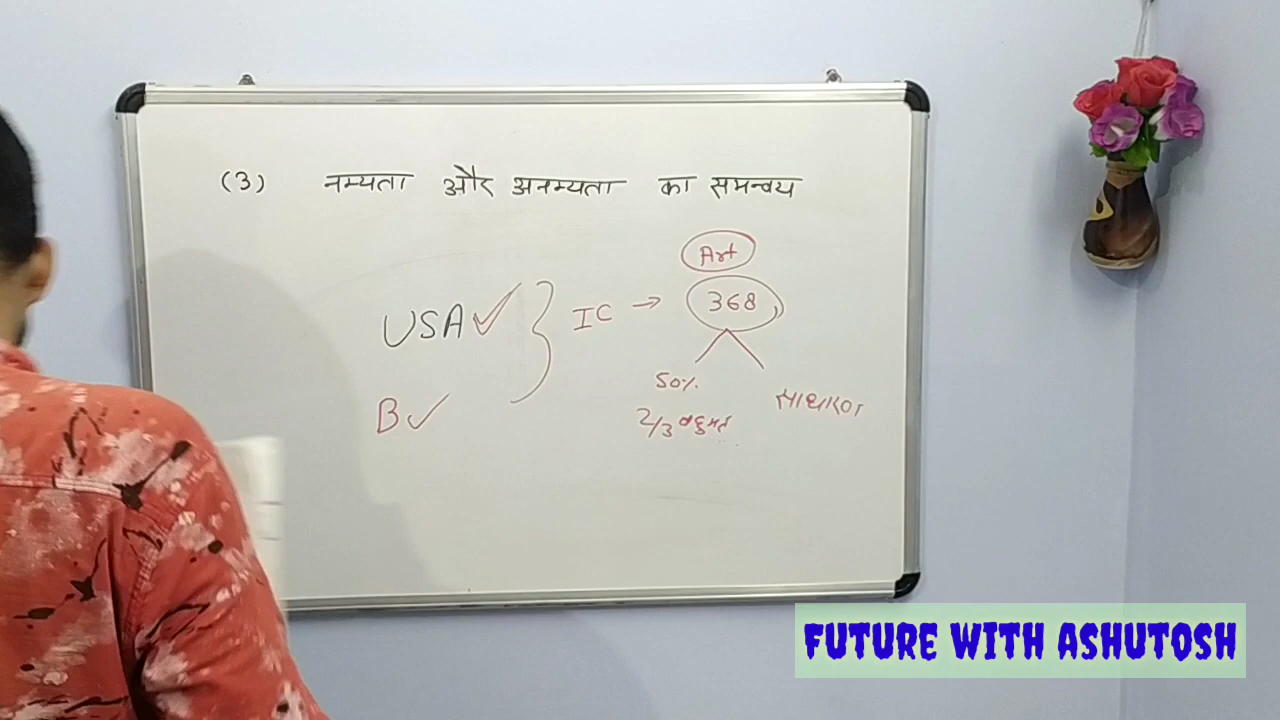 (3) नम्यता और अनम्यता का समन्वय
Art
USA ✓ } IC → 368,
50%.
साधारण
B ✓
2/3 बहुमत
FUTURE WITH ASHUTOSH